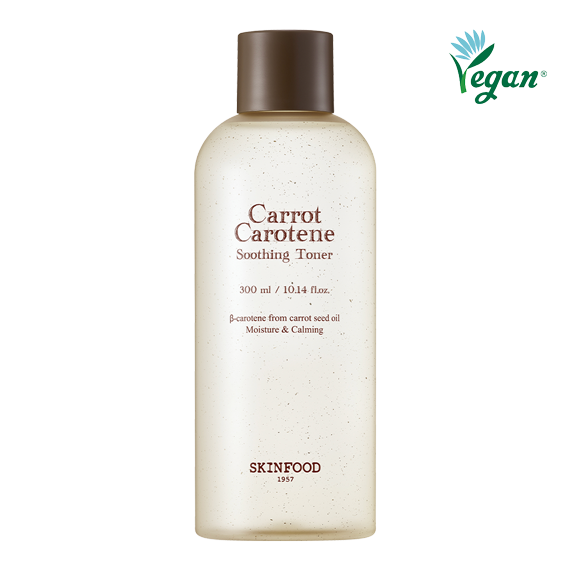 Vegan®
Carrot
Carotene
Soothing Toner
300 ml / 10.14 fl.oz.
β-carotene from carrot seed oil
Moisture & Calming
SKINFOOD
1957